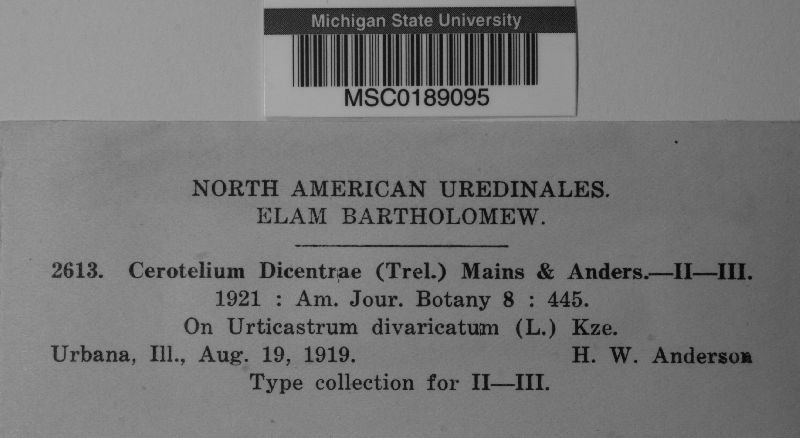 Michigan State University
MSC0189095
NORTH AMERICAN UREDINALES.
ELAM BARTHOLOMEW.
2613. Cerotelium Dicentrae (Trel.) Mains & Anders.—II—III.
1921 : Am. Jour. Botany 8 : 445.
On Urticastrum divaricatum (L.) Kze.
Urbana, Ill., Aug. 19, 1919. H. W. Anderson
Type collection for II—III.